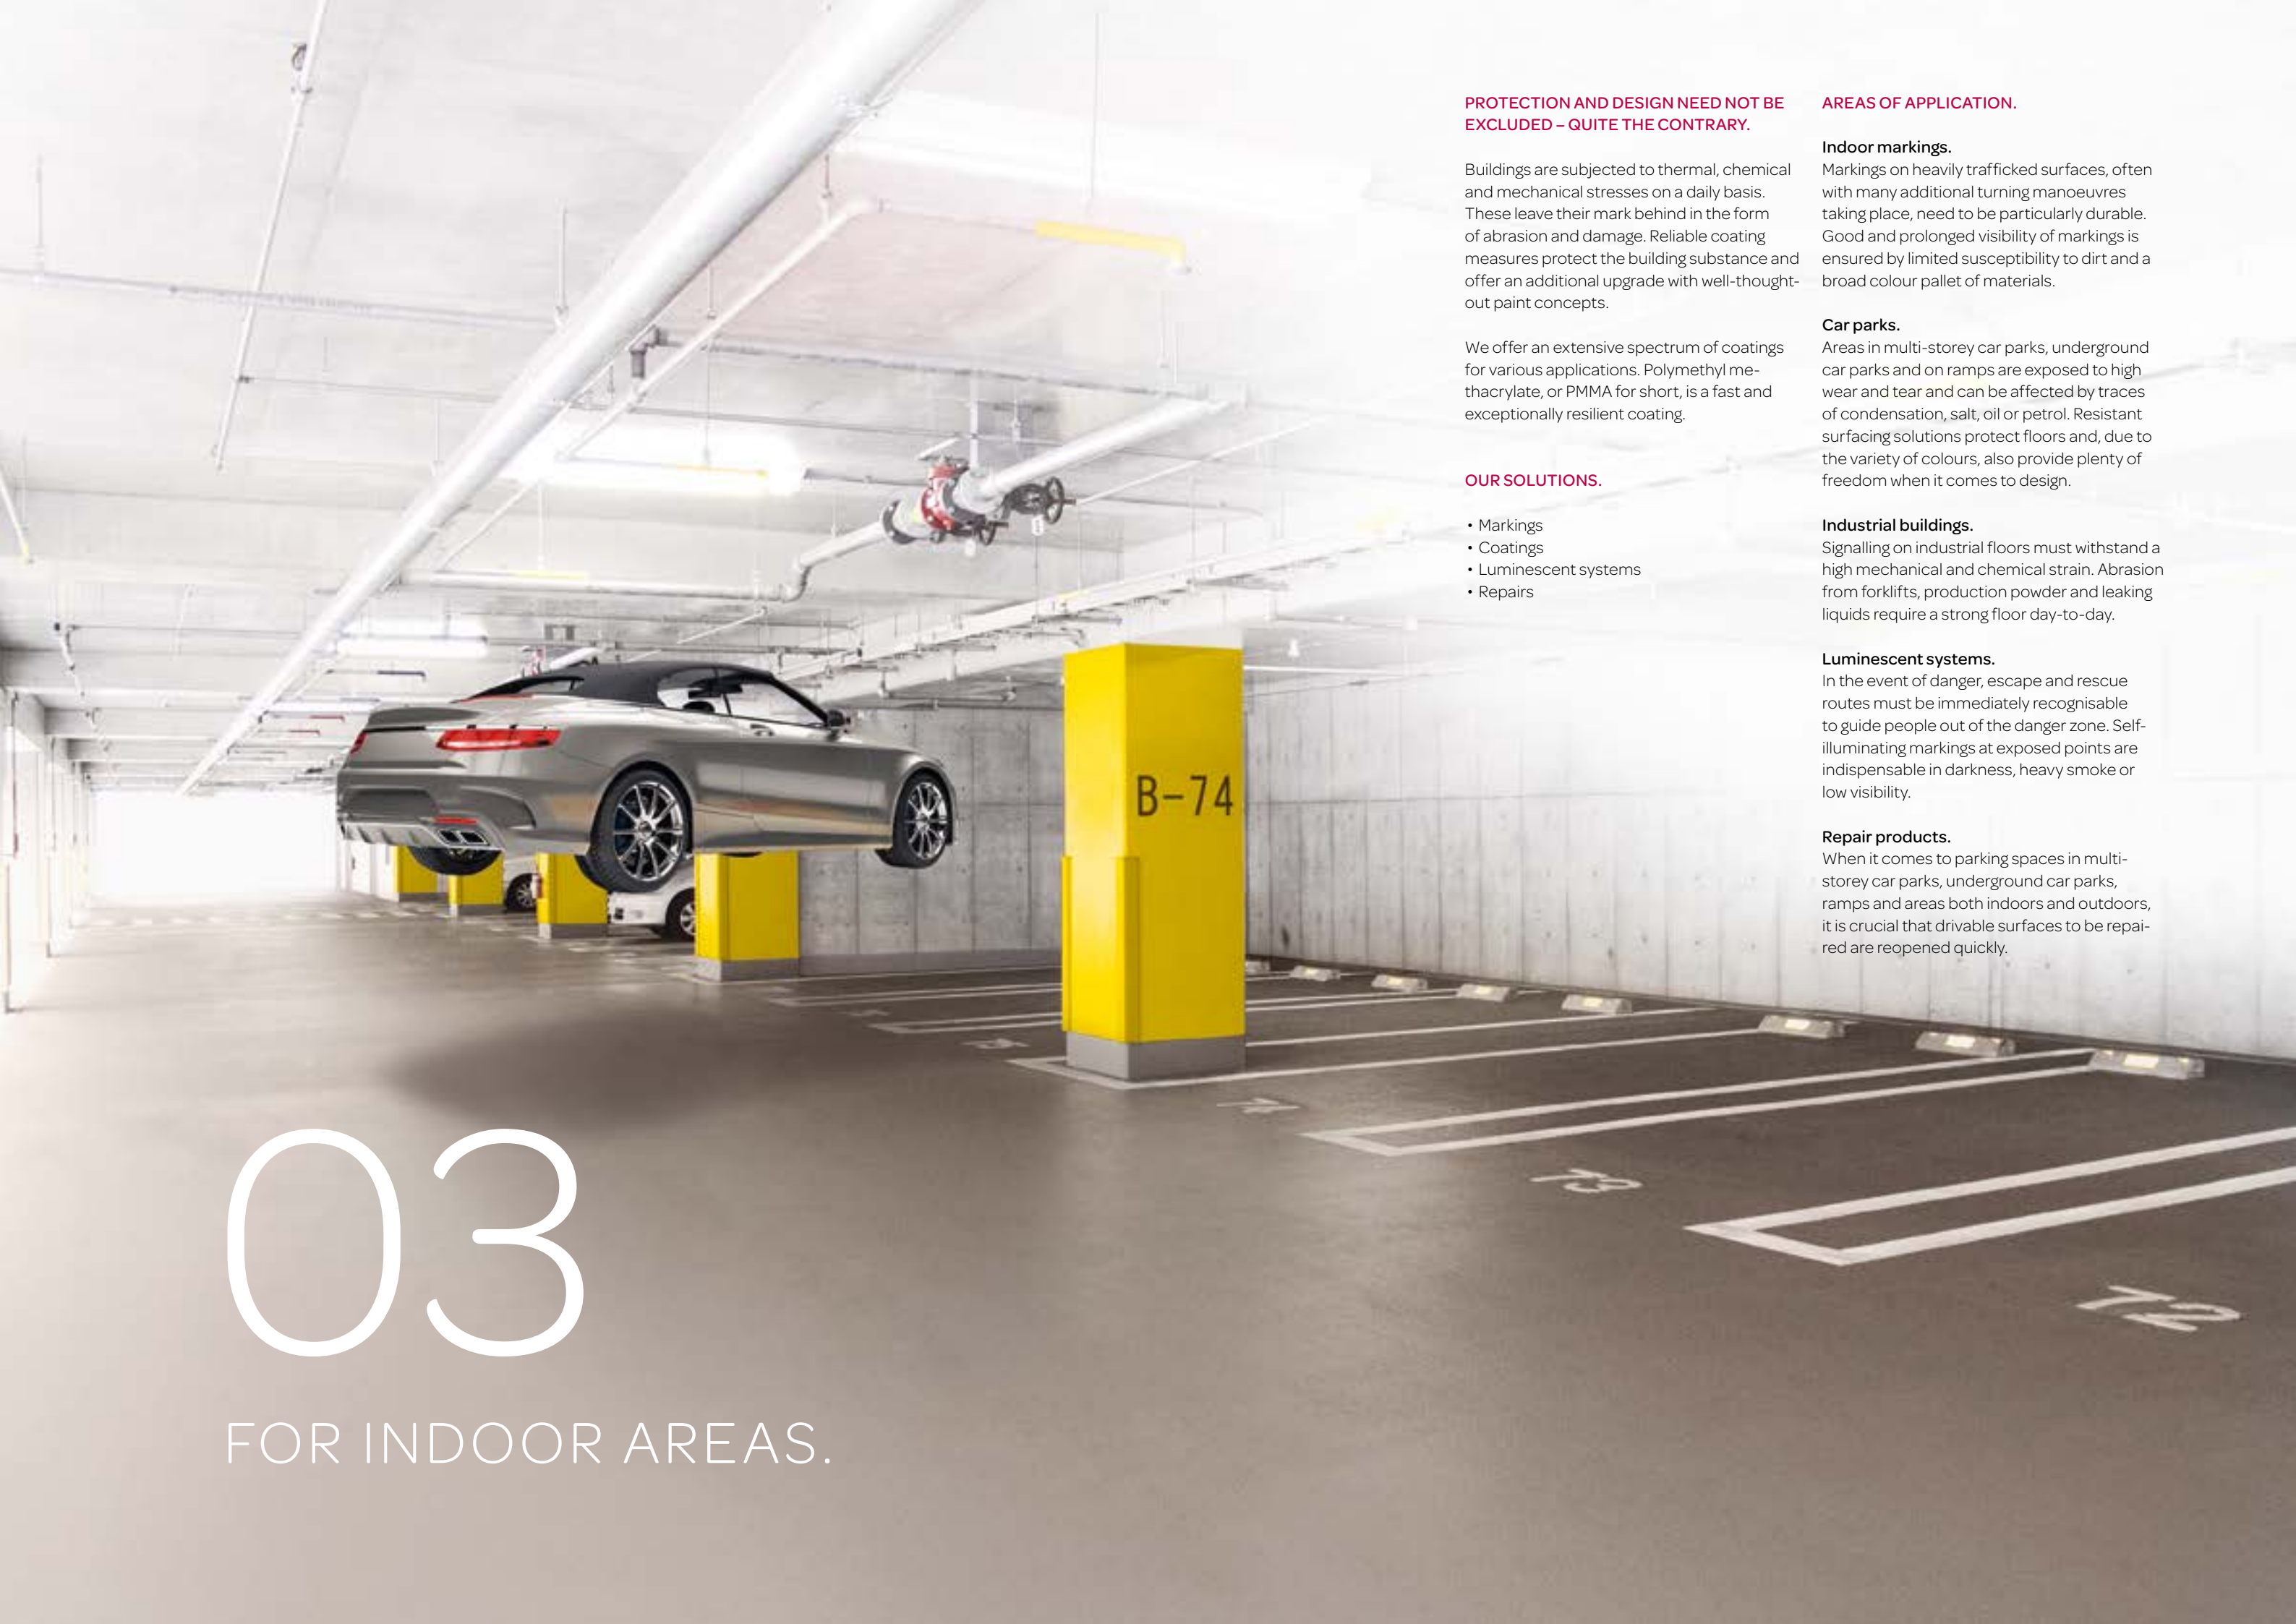 PROTECTION AND DESIGN NEED NOT BE
EXCLUDED – QUITE THE CONTRARY.
Buildings are subjected to thermal, chemical
and mechanical stresses on a daily basis.
These leave their mark behind in the form
of abrasion and damage. Reliable coating
measures protect the building substance and
offer an additional upgrade with well-thought-
out paint concepts.
We offer an extensive spectrum of coatings
for various applications. Polymethyl me-
thacrylate, or PMMA for short, is a fast and
exceptionally resilient coating.
OUR SOLUTIONS.
• Markings
• Coatings
• Luminescent systems
• Repairs
AREAS OF APPLICATION.
Indoor markings.
Markings on heavily trafficked surfaces, often
with many additional turning manoeuvres
taking place, need to be particularly durable.
Good and prolonged visibility of markings is
ensured by limited susceptibility to dirt and a
broad colour pallet of materials.
Car parks.
Areas in multi-storey car parks, underground
car parks and on ramps are exposed to high
wear and tear and can be affected by traces
of condensation, salt, oil or petrol. Resistant
surfacing solutions protect floors and, due to
the variety of colours, also provide plenty of
freedom when it comes to design.
Industrial buildings.
Signalling on industrial floors must withstand a
high mechanical and chemical strain. Abrasion
from forklifts, production powder and leaking
liquids require a strong floor day-to-day.
Luminescent systems.
In the event of danger, escape and rescue
routes must be immediately recognisable
to guide people out of the danger zone. Self-
illuminating markings at exposed points are
indispensable in darkness, heavy smoke or
low visibility.
Repair products.
When it comes to parking spaces in multi-
storey car parks, underground car parks,
ramps and areas both indoors and outdoors,
it is crucial that drivable surfaces to be repai-
red are reopened quickly.
B-74
74
73
72
03
FOR INDOOR AREAS.